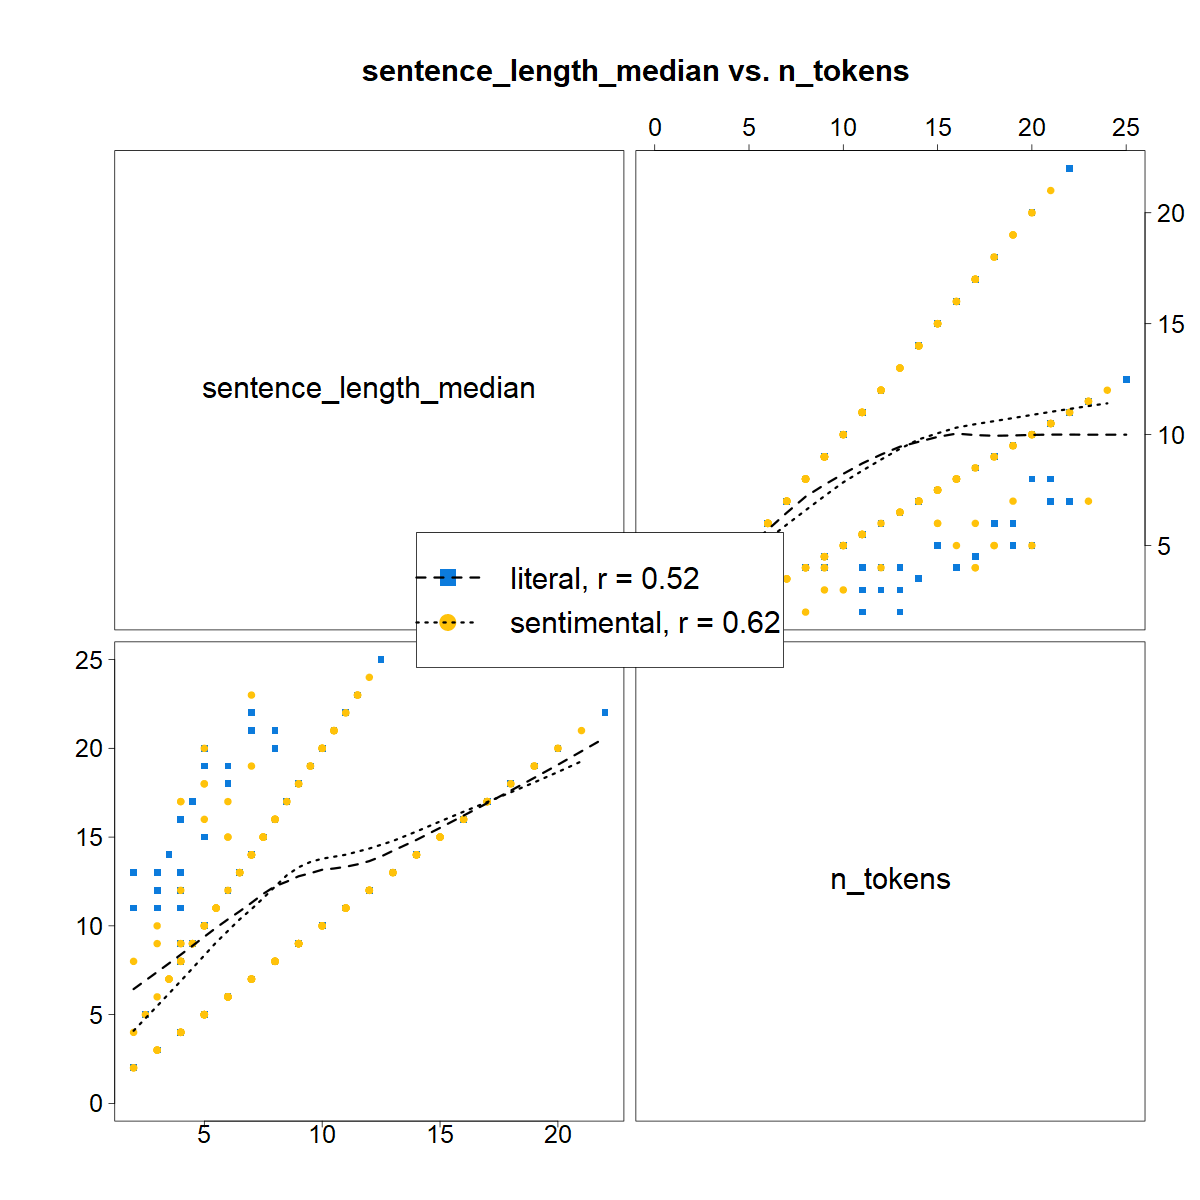 sentence_length_median vs. n_tokens
0 5 10 15 20 25
sentence_length_median
20
15
10
5
literal, r = 0.52
sentimental, r = 0.62
25
20
15
10
5
0
n_tokens
5 10 15 20